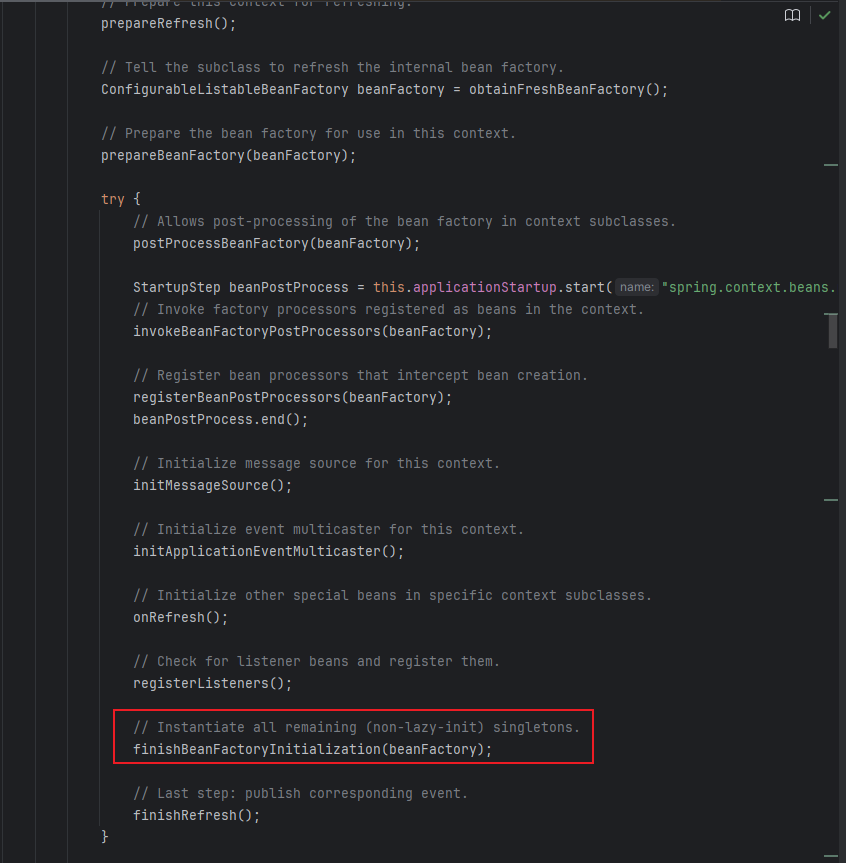 // Prepare this context for refreshing.
prepareRefresh();
// Tell the subclass to refresh the internal bean factory.
ConfigurableListableBeanFactory beanFactory = obtainFreshBeanFactory();
// Prepare the bean factory for use in this context.
prepareBeanFactory(beanFactory);
try {
// Allows post-processing of the bean factory in context subclasses.
postProcessBeanFactory(beanFactory);
StartupStep beanPostProcess = this.applicationStartup.start( name: "spring.context.beans.
// Invoke factory processors registered as beans in the context.
invokeBeanFactoryPostProcessors(beanFactory);
// Register bean processors that intercept bean creation.
registerBeanPostProcessors(beanFactory);
beanPostProcess.end();
// Initialize message source for this context.
initMessageSource();
// Initialize event multicaster for this context.
initApplicationEventMulticaster();
// Initialize other special beans in specific context subclasses.
onRefresh();
// Check for listener beans and register them.
registerListeners();
// Instantiate all remaining (non-lazy-init) singletons.
finishBeanFactoryInitialization(beanFactory);
// Last step: publish corresponding event.
finishRefresh();
}